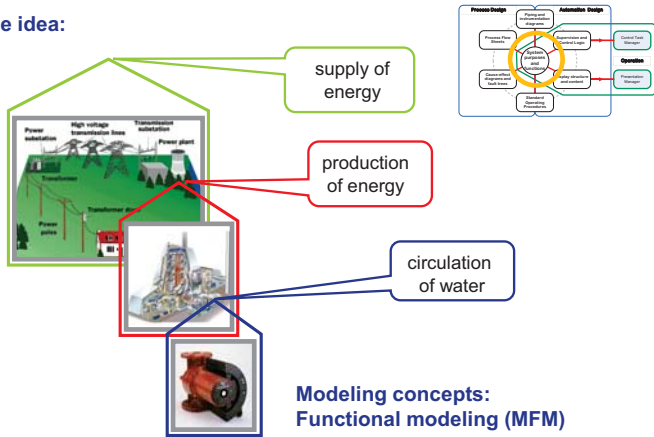 e idea:
supply of
energy
production
of energy
circulation
of water
Modeling concepts:
Functional modeling (MFM)
Process Design
Automation Design
Piping and
instrumentation
diagrams
Process Flow
Sheets
Supervision and
Control Logic
Control Task
Manager
System
purposes
and
functions
Operation
Cause effect
diagrams and
fault trees
Display structure
and content
Presentation
Manager
Standard
Operating
Procedures
Power
substation
High voltage
transmission lines
Transmission
substation
Power plant
Transformer
Transformer
Power
poles